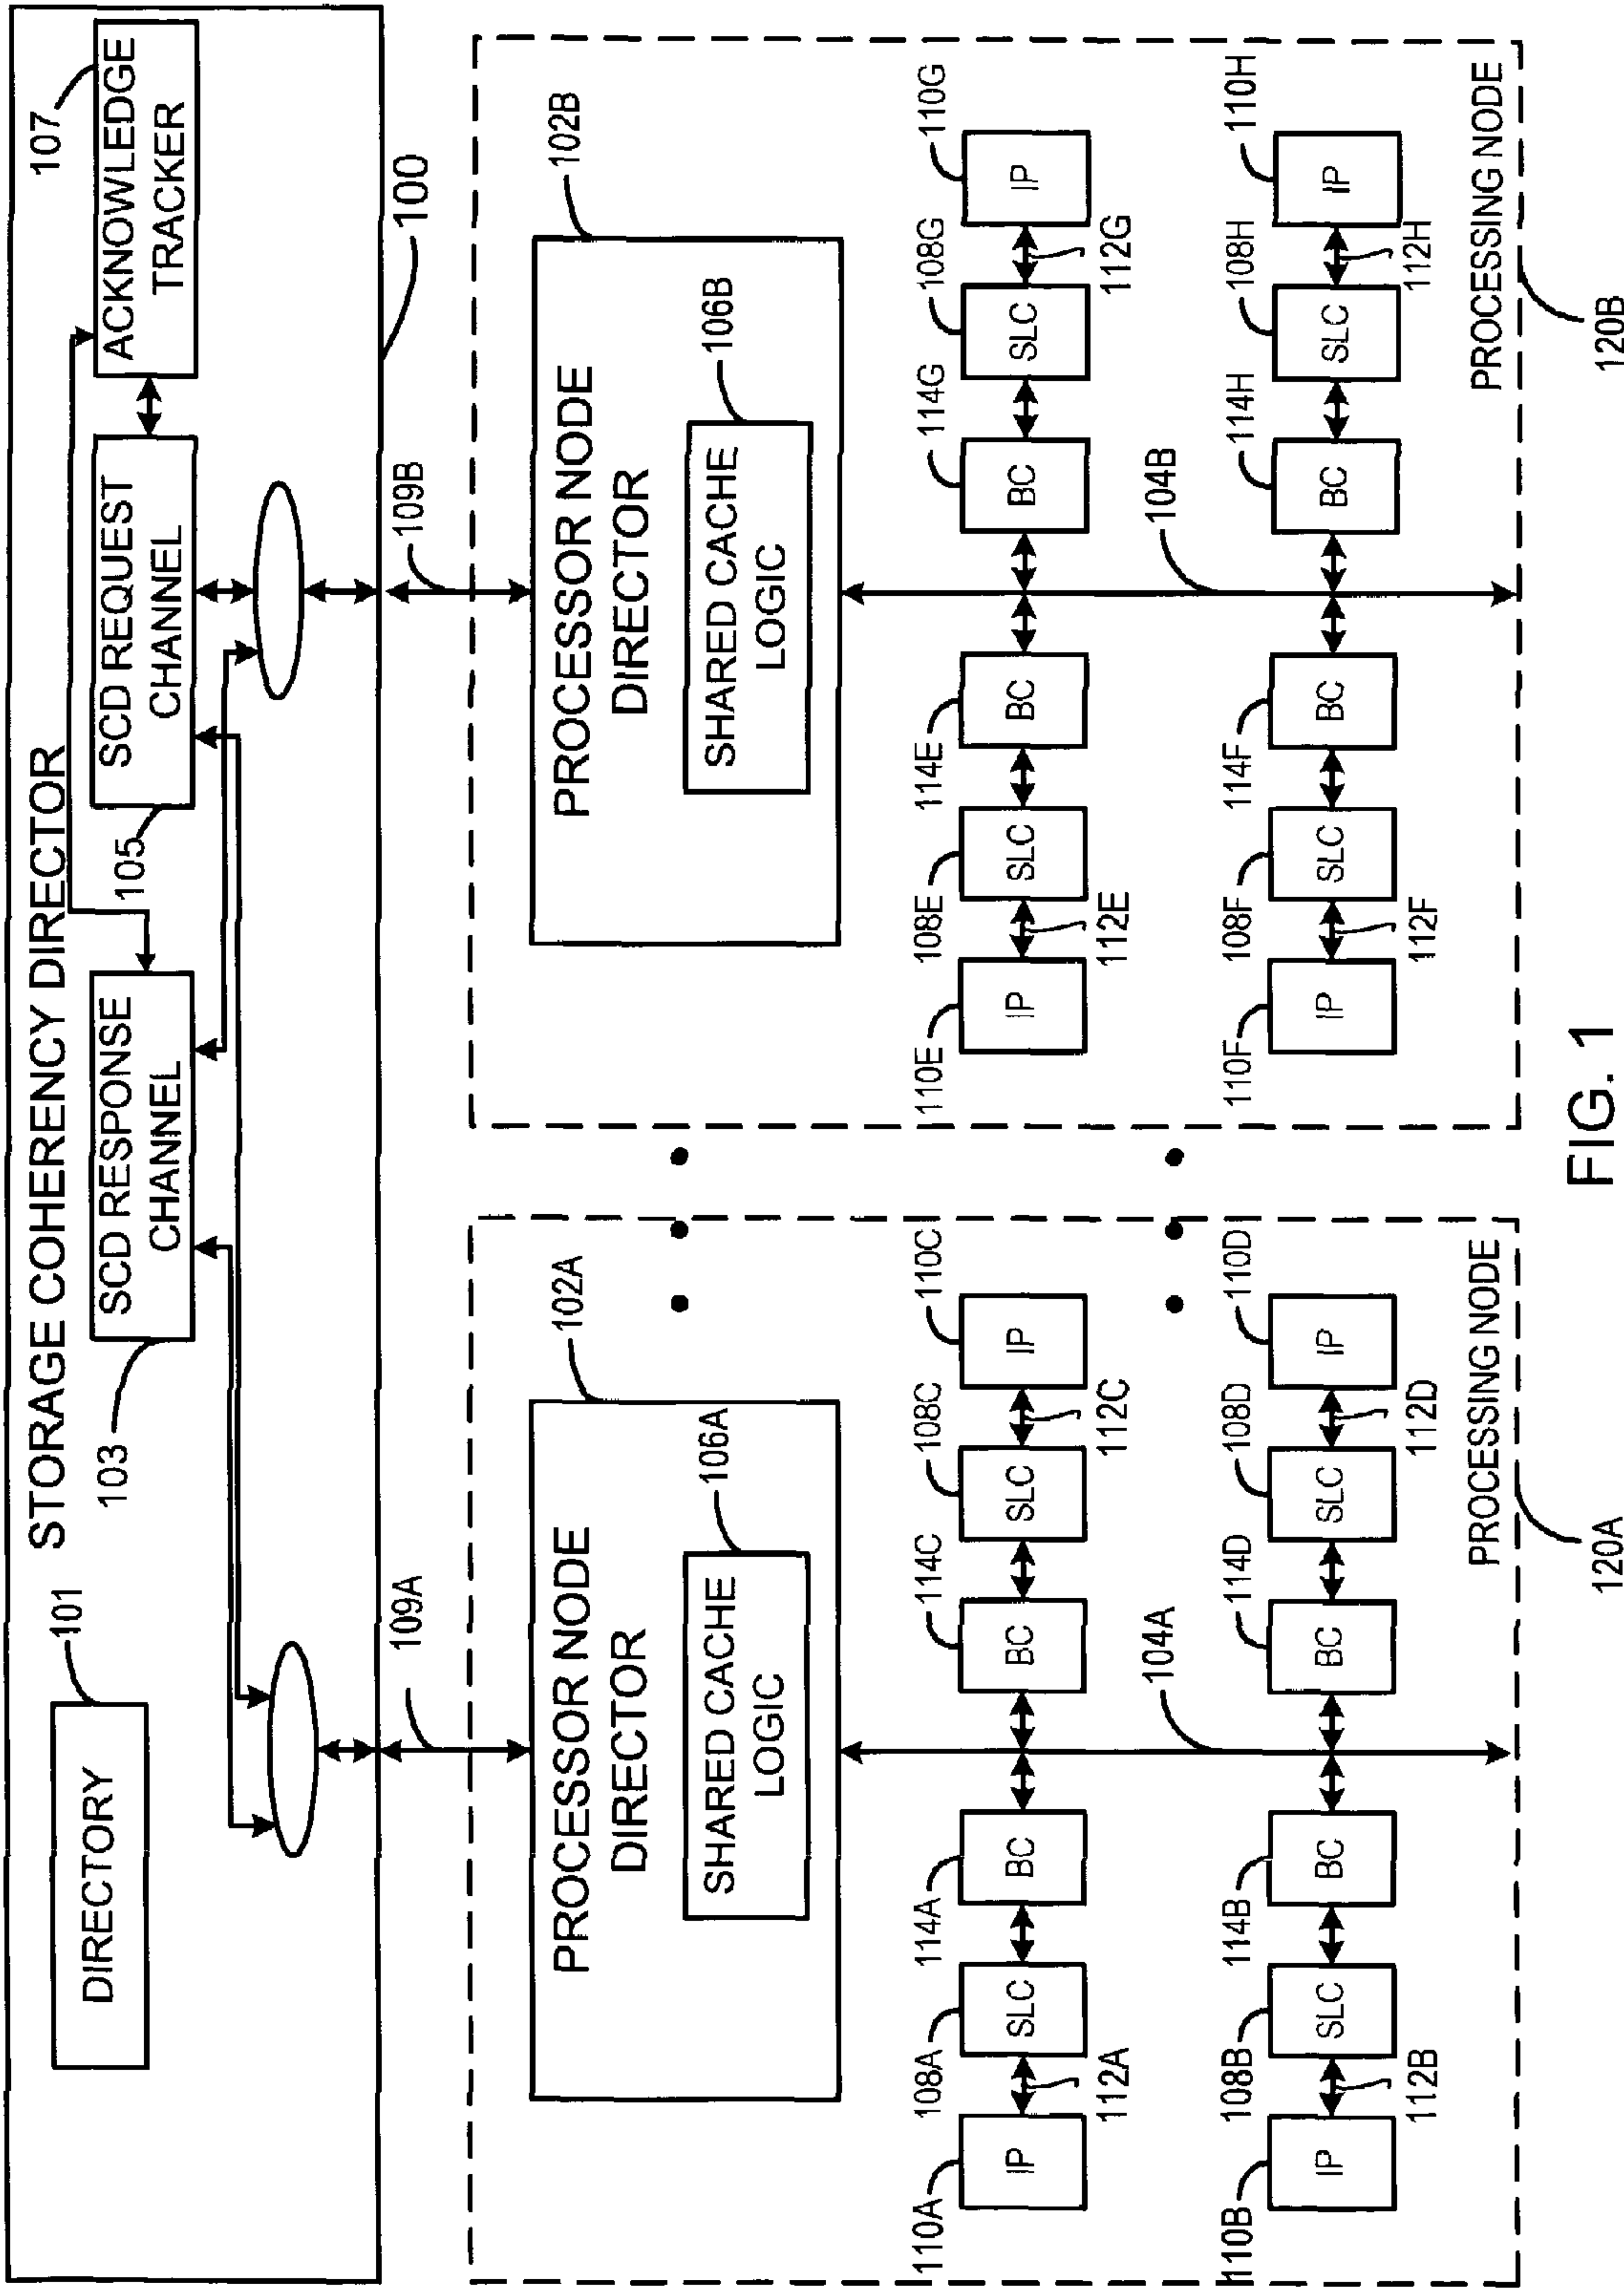 STORAGE COHERENCY DIRECTOR
100
DIRECTORY
101
SCD RESPONSE
CHANNEL
103
SCD REQUEST
CHANNEL
105
ACKNOWLEDGE
TRACKER
107
109A
109B
102A
PROCESSOR NODE
DIRECTOR
SHARED CACHE
LOGIC
106A
110A
108A
114A
114C
108C
110C
IP
SLC
BC
BC
SLC
IP
112A
112C
104A
110B
108B
114B
114D
108D
110D
IP
SLC
BC
BC
SLC
IP
112B
112D
PROCESSING NODE
120A
102B
PROCESSOR NODE
DIRECTOR
SHARED CACHE
LOGIC
106B
110E
108E
114E
114G
108G
110G
IP
SLC
BC
BC
SLC
IP
112E
112G
104B
110F
108F
114F
114H
108H
110H
IP
SLC
BC
BC
SLC
IP
112F
112H
PROCESSING NODE
120B
FIG. 1